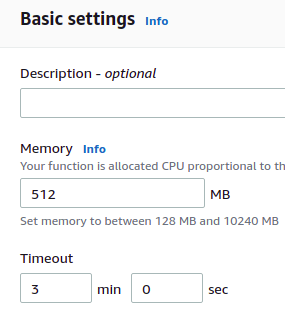 Basic settings Info
Description - optional
Memory Info
Your function is allocated CPU proportional to the
512 MB
Set memory to between 128 MB and 10240 MB
Timeout
3 min 0 sec